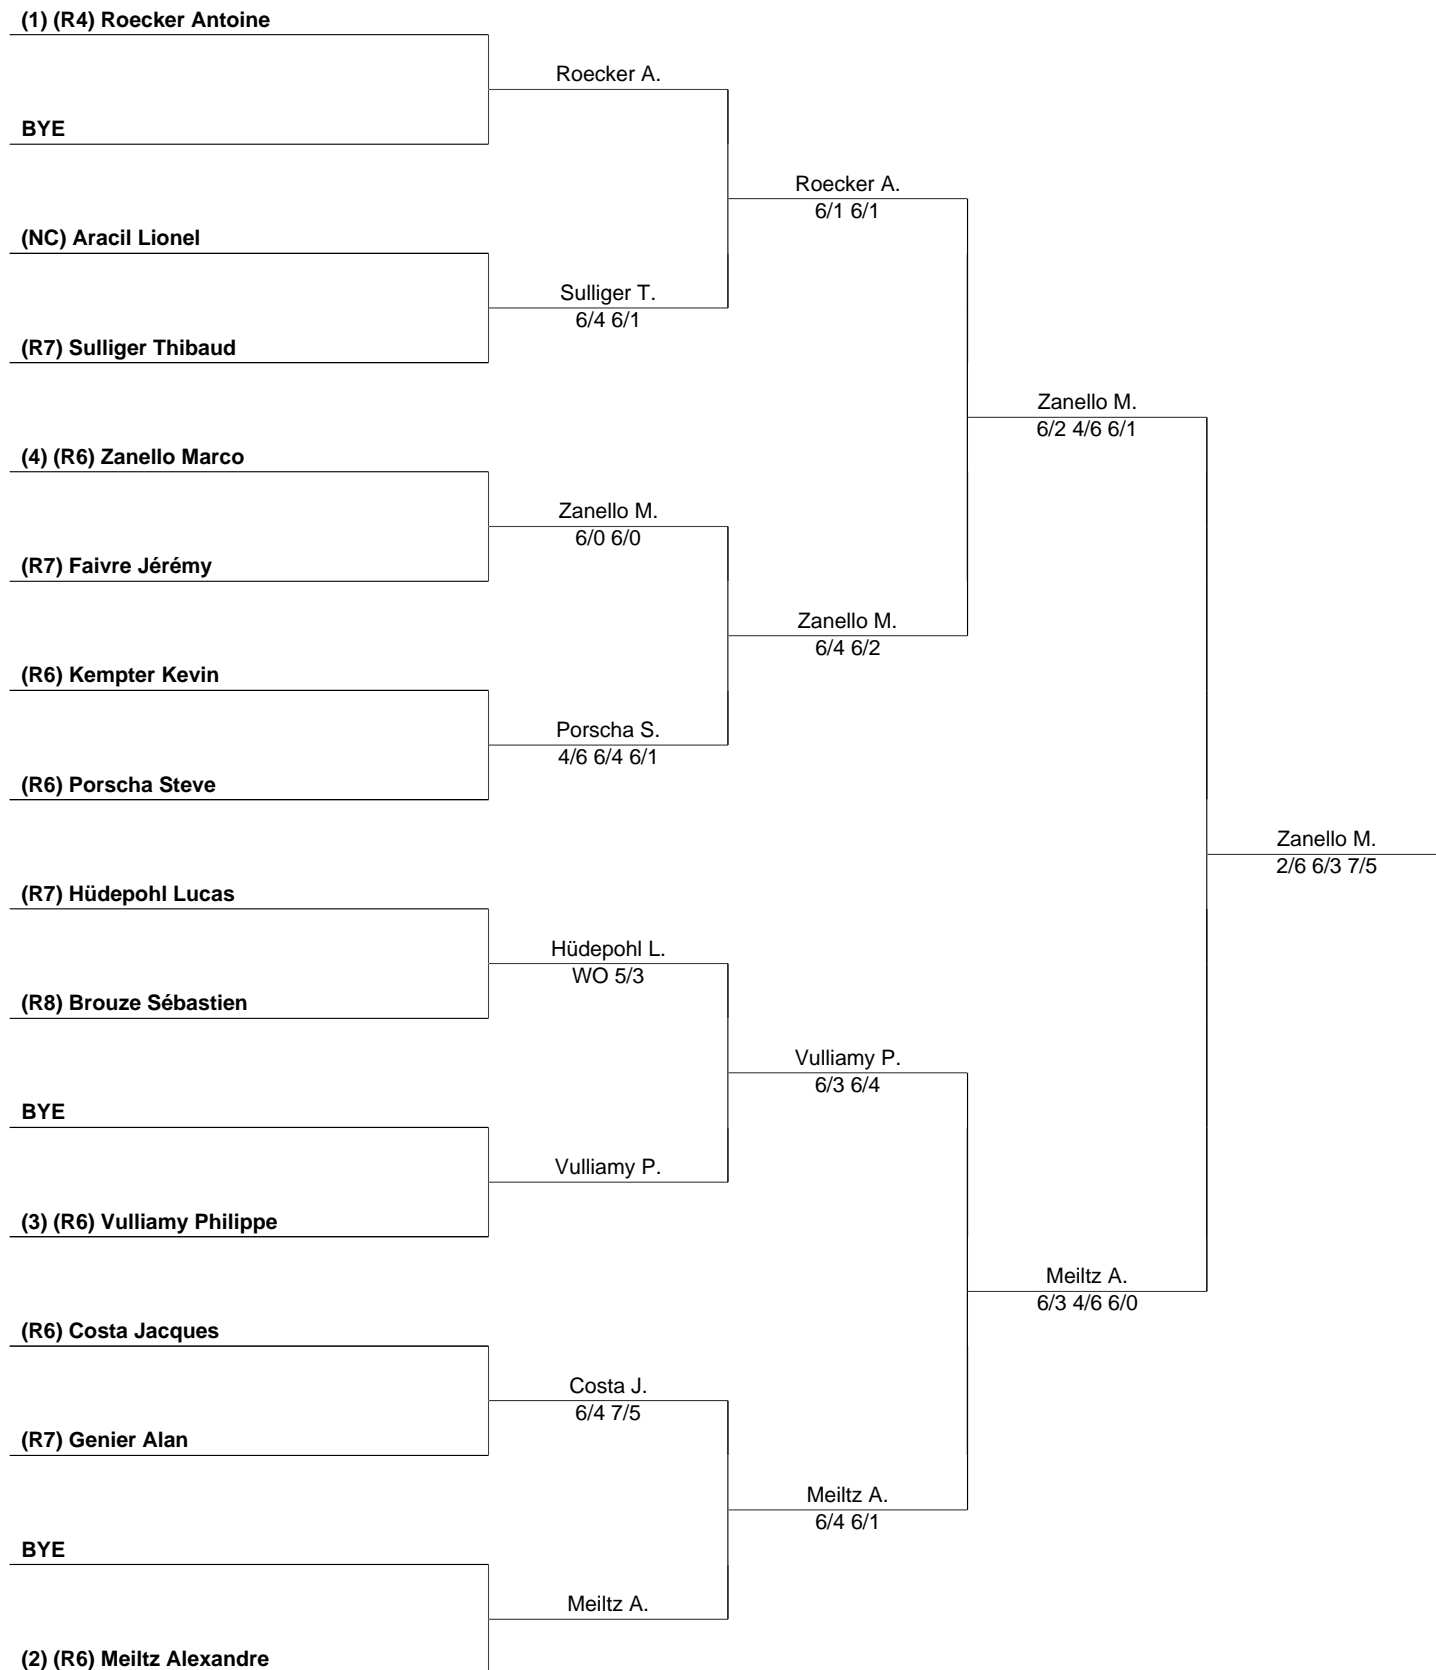 (1) (R4) Roecker Antoine
Roecker A.
BYE
Roecker A.
6/1 6/1
(NC) Aracil Lionel
Sulliger T.
6/4 6/1
(R7) Sulliger Thibaud
Zanello M.
6/2 4/6 6/1
(4) (R6) Zanello Marco
Zanello M.
6/0 6/0
(R7) Faivre Jérémy
Zanello M.
6/4 6/2
(R6) Kempter Kevin
Porscha S.
4/6 6/4 6/1
(R6) Porscha Steve
Zanello M.
2/6 6/3 7/5
(R7) Hüdepohl Lucas
Hüdepohl L.
WO 5/3
(R8) Brouze Sébastien
Vulliamy P.
6/3 6/4
BYE
Vulliamy P.
(3) (R6) Vulliamy Philippe
Meiltz A.
6/3 4/6 6/0
(R6) Costa Jacques
Costa J.
6/4 7/5
(R7) Genier Alan
Meiltz A.
6/4 6/1
BYE
Meiltz A.
(2) (R6) Meiltz Alexandre